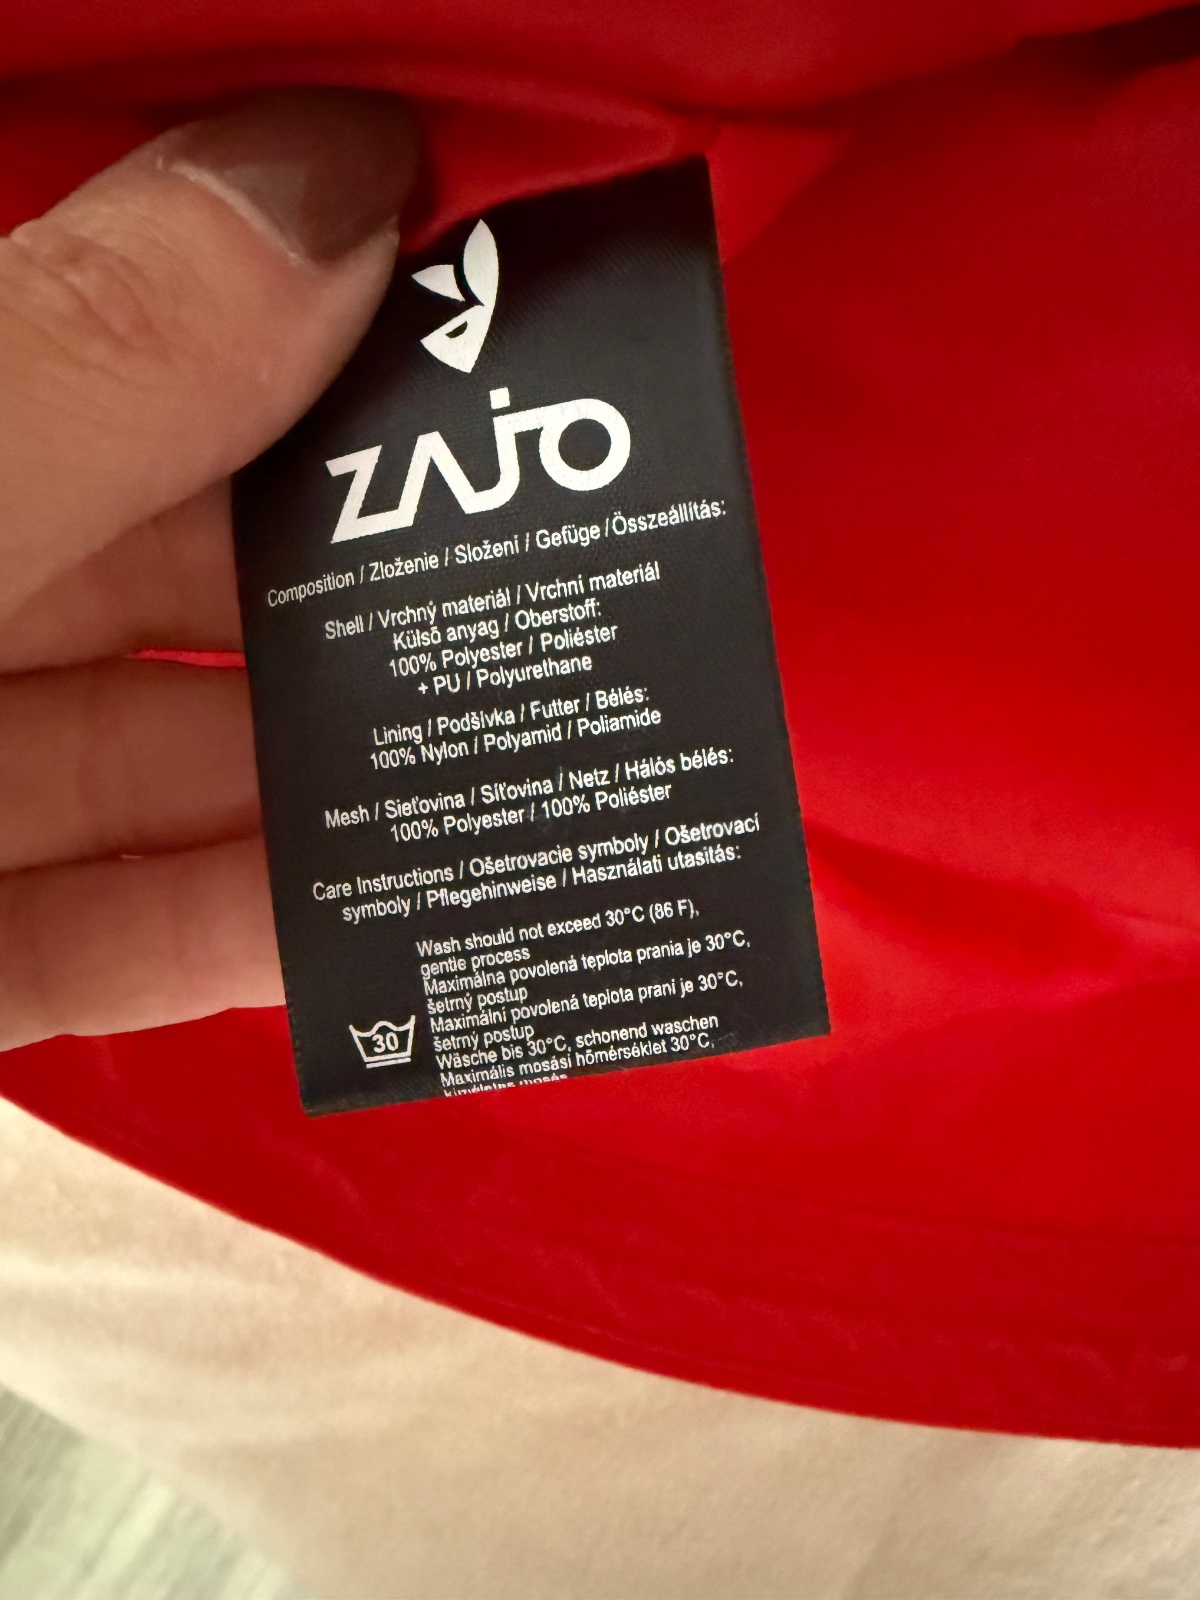 ZAJO
Composition / Zloženie / Složení / Gefüge / Összeállítás:
Shell / Vrchný materiál / Vrchní materiál
Külső anyag / Oberstoff:
100% Polyester / Poliészter
+ PU / Polyurethane
Lining / Podšívka / Futter / Bélés:
100% Nylon / Polyamid / Poliamide
Mesh / Sieťovina / Síťovina / Netz / Hálós bélés:
100% Polyester / 100% Poliészter
Care Instructions / Ošetrovacie symboly / Ošetrovací
symboly / Pflegehinweise / Használati utasítás:
Wash should not exceed 30°C (86 F),
gentle process
Maximálna povolená teplota prania je 30°C,
šetrný postup
Maximální povolená teplota praní je 30°C,
šetrný postup
30
Wäsche bis 30°C, schonend waschen
Maximális mosási hőmérséklet 30°C,